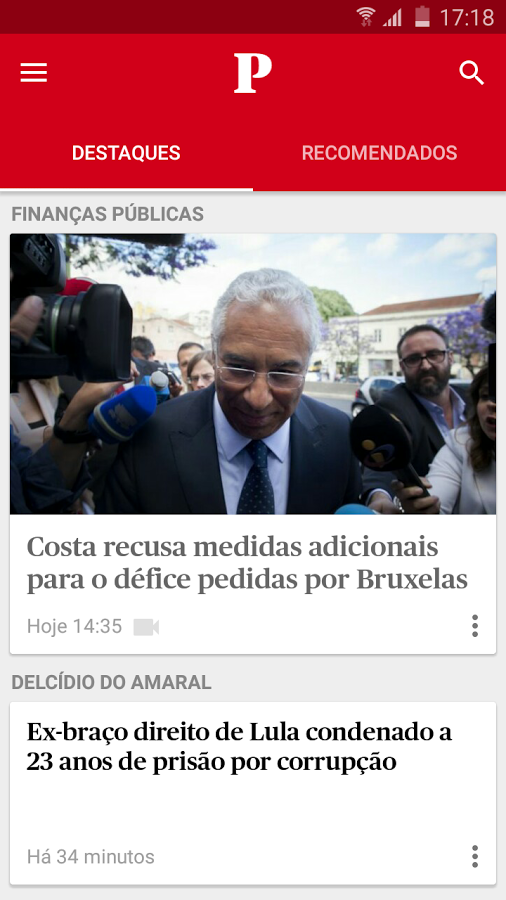 17:18
P
DESTAQUES
RECOMENDADOS
FINANÇAS PÚBLICAS
Costa recusa medidas adicionais
para o défice pedidas por Bruxelas
Hoje 14:35
DELCÍDIO DO AMARAL
Ex-braço direito de Lula condenado a
23 anos de prisão por corrupção
Há 34 minutos